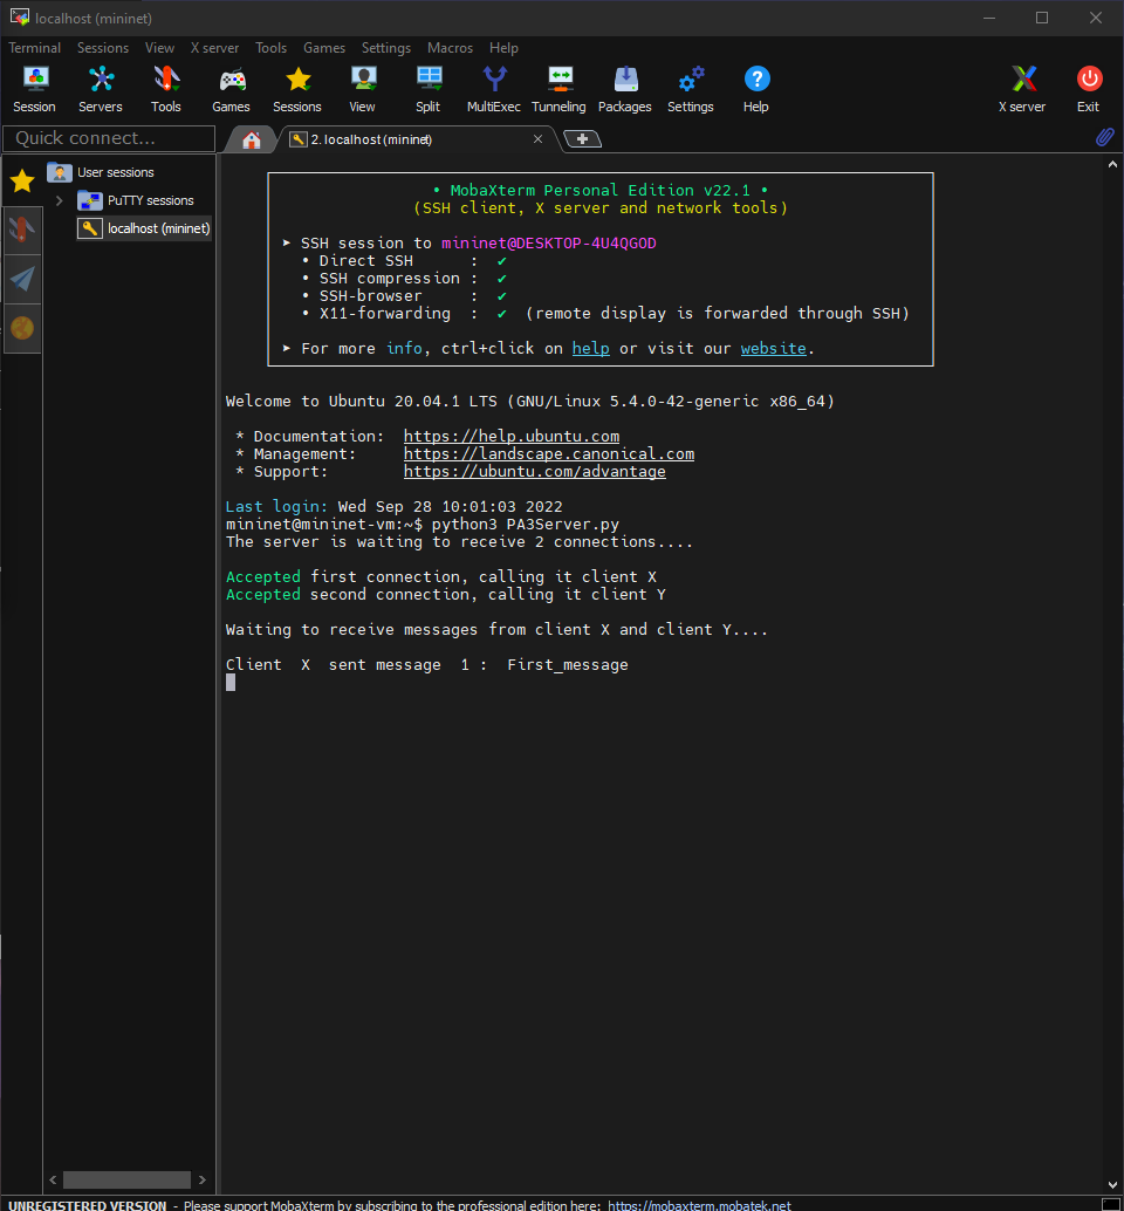 localhost (mininet)
Terminal Sessions View X server Tools Games Settings Macros Help
Session Servers Tools Games Sessions View Split MultiExec Tunneling Packages Settings Help X server Exit
Quick connect...
2. localhost (mininet)
User sessions
PuTTY sessions
localhost (mininet)
• MobaXterm Personal Edition v22.1 •
(SSH client, X server and network tools)
► SSH session to mininet@DESKTOP-4U4QGOD
• Direct SSH : ✔
• SSH compression : ✔
• SSH-browser : ✔
• X11-forwarding : ✔ (remote display is forwarded through SSH)
► For more info, ctrl+click on help or visit our website.
Welcome to Ubuntu 20.04.1 LTS (GNU/Linux 5.4.0-42-generic x86_64)
* Documentation: https://help.ubuntu.com
* Management: https://landscape.canonical.com
* Support: https://ubuntu.com/advantage
Last login: Wed Sep 28 10:01:03 2022
mininet@mininet-vm:~$ python3 PA3Server.py
The server is waiting to receive 2 connections....
Accepted first connection, calling it client X
Accepted second connection, calling it client Y
Waiting to receive messages from client X and client Y....
Client X sent message 1 : First_message
UNREGISTERED VERSION - Please support MobaXterm by subscribing to the professional edition here: https://mobaxterm.mobatek.net